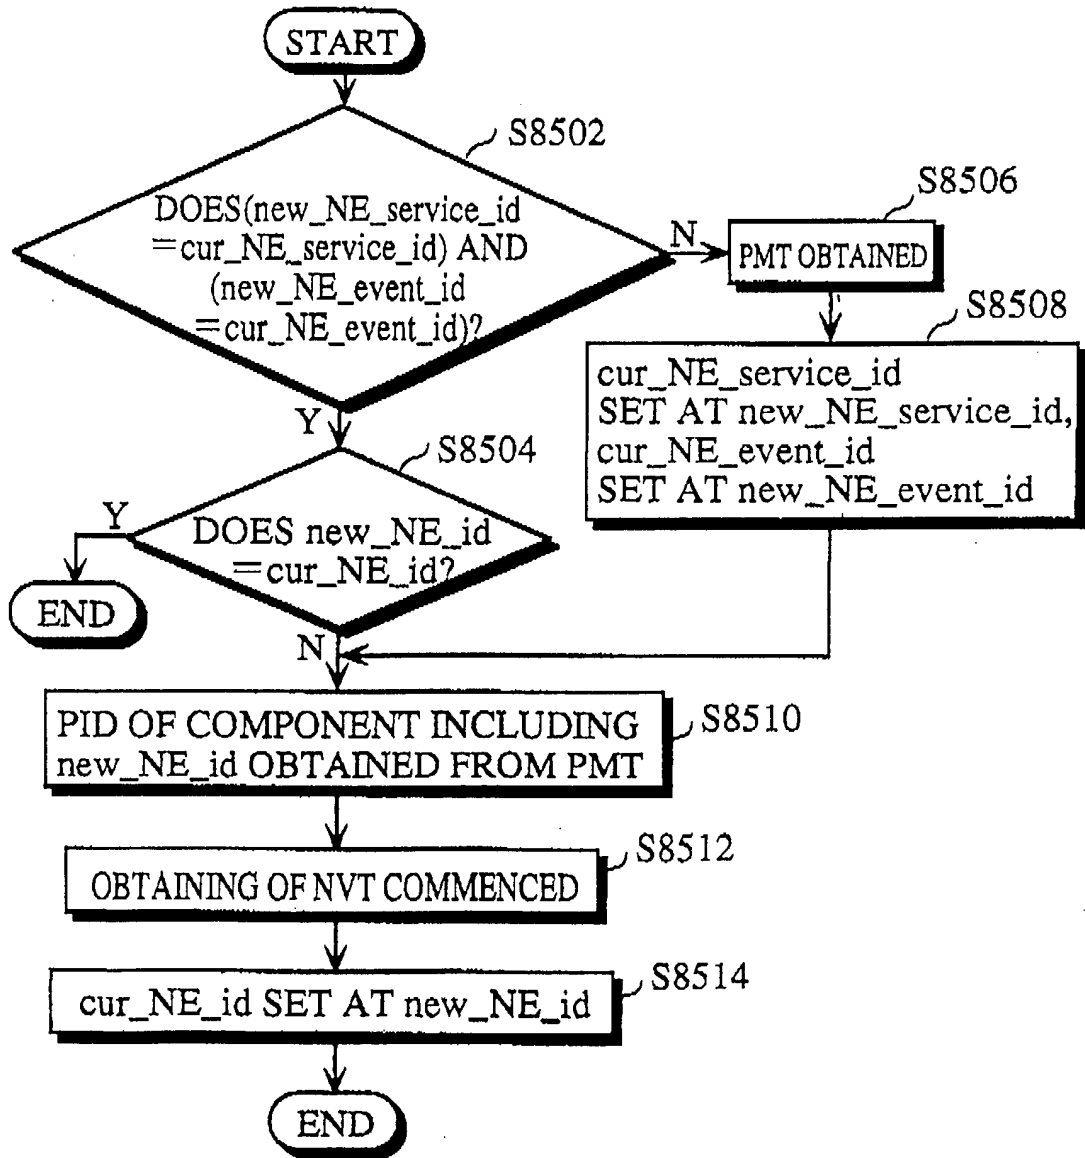 START
S8502
DOES(new_NE_service_id
=cur_NE_service_id) AND
(new_NE_event_id
=cur_NE_event_id)?
N
S8506
PMT OBTAINED
S8508
cur_NE_service_id
SET AT new_NE_service_id,
cur_NE_event_id
SET AT new_NE_event_id
Y
S8504
DOES new_NE_id
=cur_NE_id?
Y
END
N
PID OF COMPONENT INCLUDING
new_NE_id OBTAINED FROM PMT
S8510
OBTAINING OF NVT COMMENCED
S8512
cur_NE_id SET AT new_NE_id
S8514
END